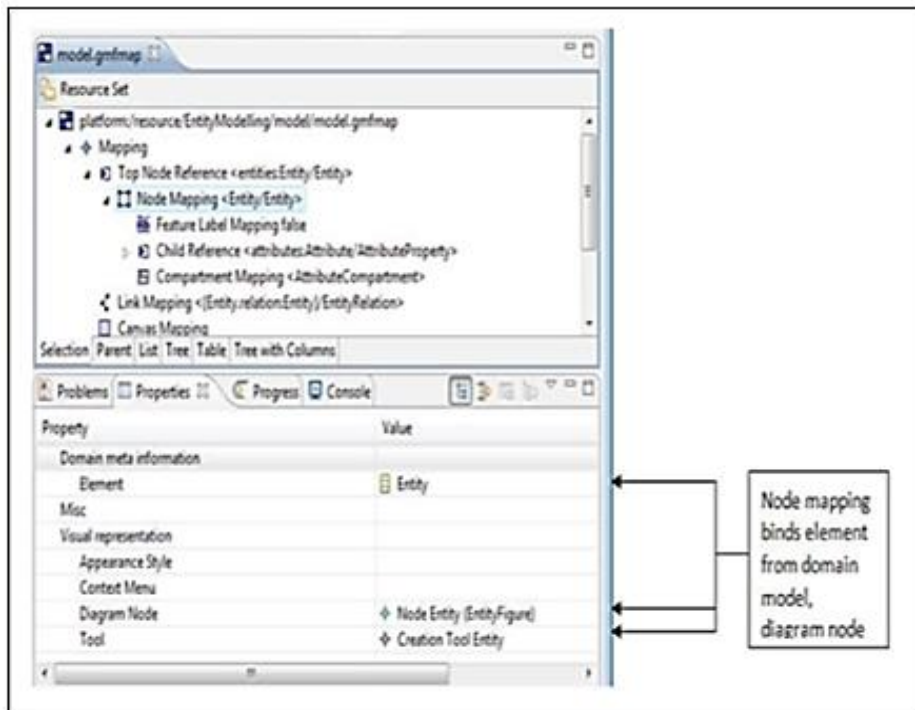 model.gmfmap
Resource Set
platform:/resource/EntityModelling/model/model.gmfmap
Mapping
Top Node Reference <entities:Entity/Entity>
Node Mapping <Entity/Entity>
Feature Label Mapping false
Child Reference <attributes:Attribute/AttributeProperty>
Compartment Mapping <AttributeCompartment>
Link Mapping <{Entity.relation:Entity}/EntityRelation>
Canvas Mapping
Selection Parent List Tree Table Tree with Columns
Problems Properties Progress Console
Property Value
Domain meta information
Element Entity
Misc
Visual representation
Appearance Style
Context Menu
Diagram Node Node Entity (EntityFigure)
Tool Creation Tool Entity
Node mapping
binds element
from domain
model,
diagram node